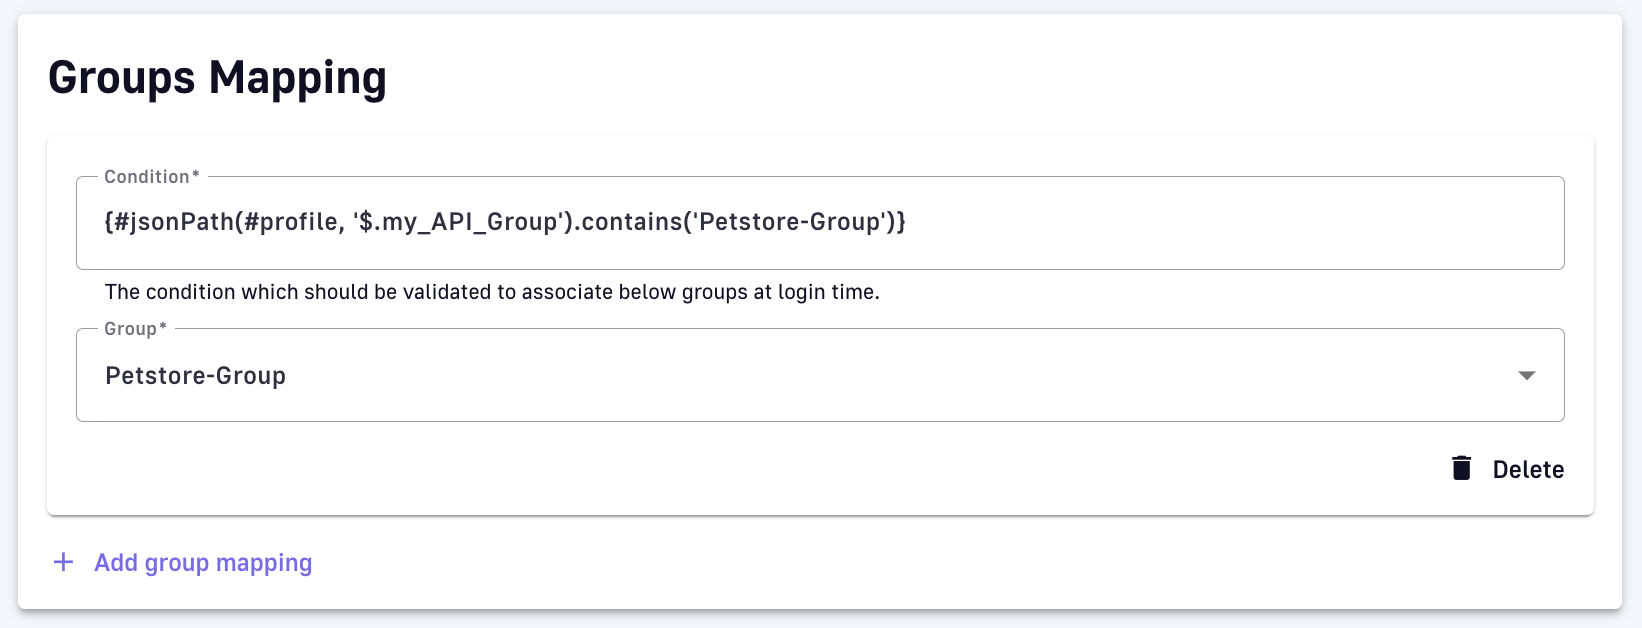 Groups Mapping
Condition*
{#jsonPath(#profile, '$.my_API_Group').contains('Petstore-Group')}
The condition which should be validated to associate below groups at login time.
Group*
Petstore-Group
Delete
+ Add group mapping